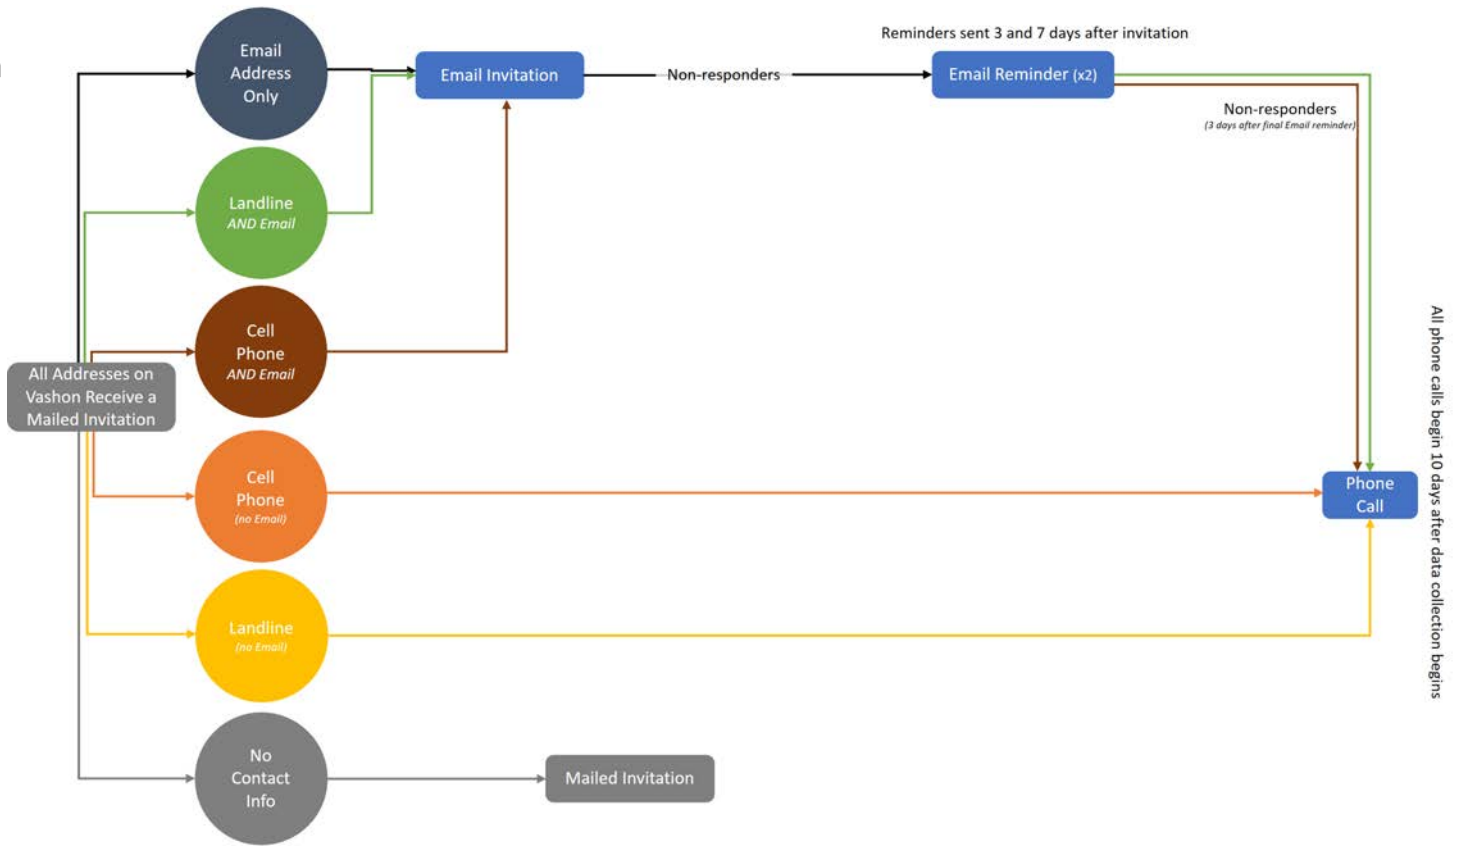 Reminders sent 3 and 7 days after invitation
Email
Address
Only
Email Invitation
Non-responders
Email Reminder (x2)
Non-responders
(3 days after final Email reminder)
Landline
AND Email
Cell
Phone
AND Email
All Addresses on
Vashon Receive a
Mailed Invitation
Cell
Phone
(no Email)
Phone
Call
All phone calls begin 10 days after data collection begins
Landline
(no Email)
No
Contact
Info
Mailed Invitation